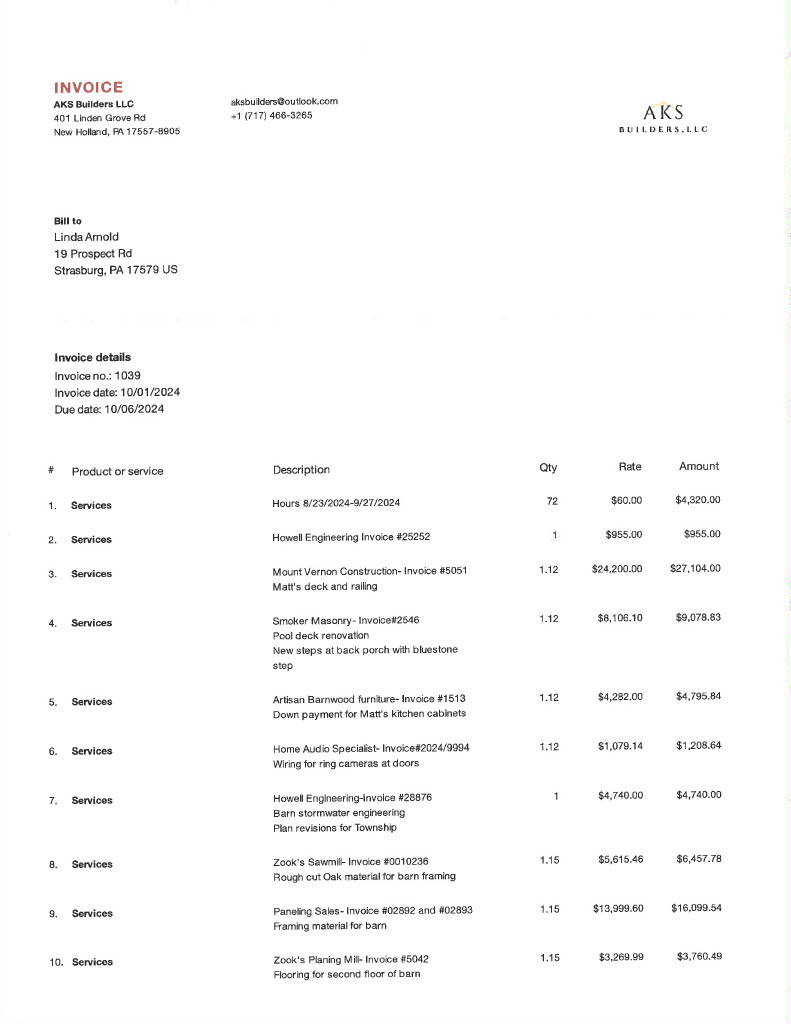 INVOICE
AKS Builders LLC
401 Linden Grove Rd
New Holland, PA 17557-8905
aksbuilders@outlook.com
+1 (717) 466-3265
AKS
BUILDERS, LLC
Bill to
Linda Arnold
19 Prospect Rd
Strasburg, PA 17579 US
Invoice details
Invoice no.: 1039
Invoice date: 10/01/2024
Due date: 10/06/2024
# Product or service Description Qty Rate Amount
1. Services Hours 8/23/2024-9/27/2024 72 $60.00 $4,320.00
2. Services Howell Engineering Invoice #25252 1 $955.00 $955.00
3. Services Mount Vernon Construction- Invoice #5051 1.12 $24,200.00 $27,104.00
Matt's deck and railing
4. Services Smoker Masonry- Invoice#2546 1.12 $8,106.10 $9,078.83
Pool deck renovation
New steps at back porch with bluestone
step
5. Services Artisan Barnwood furniture- Invoice #1513 1.12 $4,282.00 $4,795.84
Down payment for Matt's kitchen cabinets
6. Services Home Audio Specialist- Invoice#2024/9994 1.12 $1,079.14 $1,208.64
Wiring for ring cameras at doors
7. Services Howell Engineering-Invoice #28876 1 $4,740.00 $4,740.00
Barn stormwater engineering
Plan revisions for Township
8. Services Zook's Sawmill- Invoice #0010236 1.15 $5,615.46 $6,457.78
Rough cut Oak material for barn framing
9. Services Paneling Sales- Invoice #02892 and #02893 1.15 $13,999.60 $16,099.54
Framing material for barn
10. Services Zook's Planing Mill- Invoice #5042 1.15 $3,269.99 $3,760.49
Flooring for second floor of barn